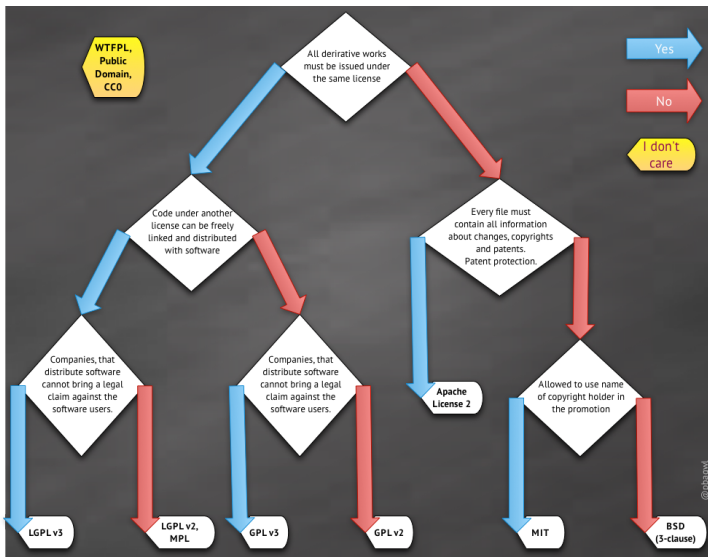 WTFPL,
Public
Domain,
CC0
All derirative works
must be issued under
the same license
Yes
No
I don't
care
Code under another
license can be freely
linked and distributed
with software
Every file must
contain all information
about changes, copyrights
and patents.
Patent protection.
Companies, that
distribute software
cannot bring a legal
claim against the
software users.
Companies, that
distribute software
cannot bring a legal
claim against the
software users.
Apache
License 2
Allowed to use name
of copyright holder in
the promotion
LGPL v3
LGPL v2,
MPL
GPL v3
GPL v2
MIT
BSD
(3-clause)